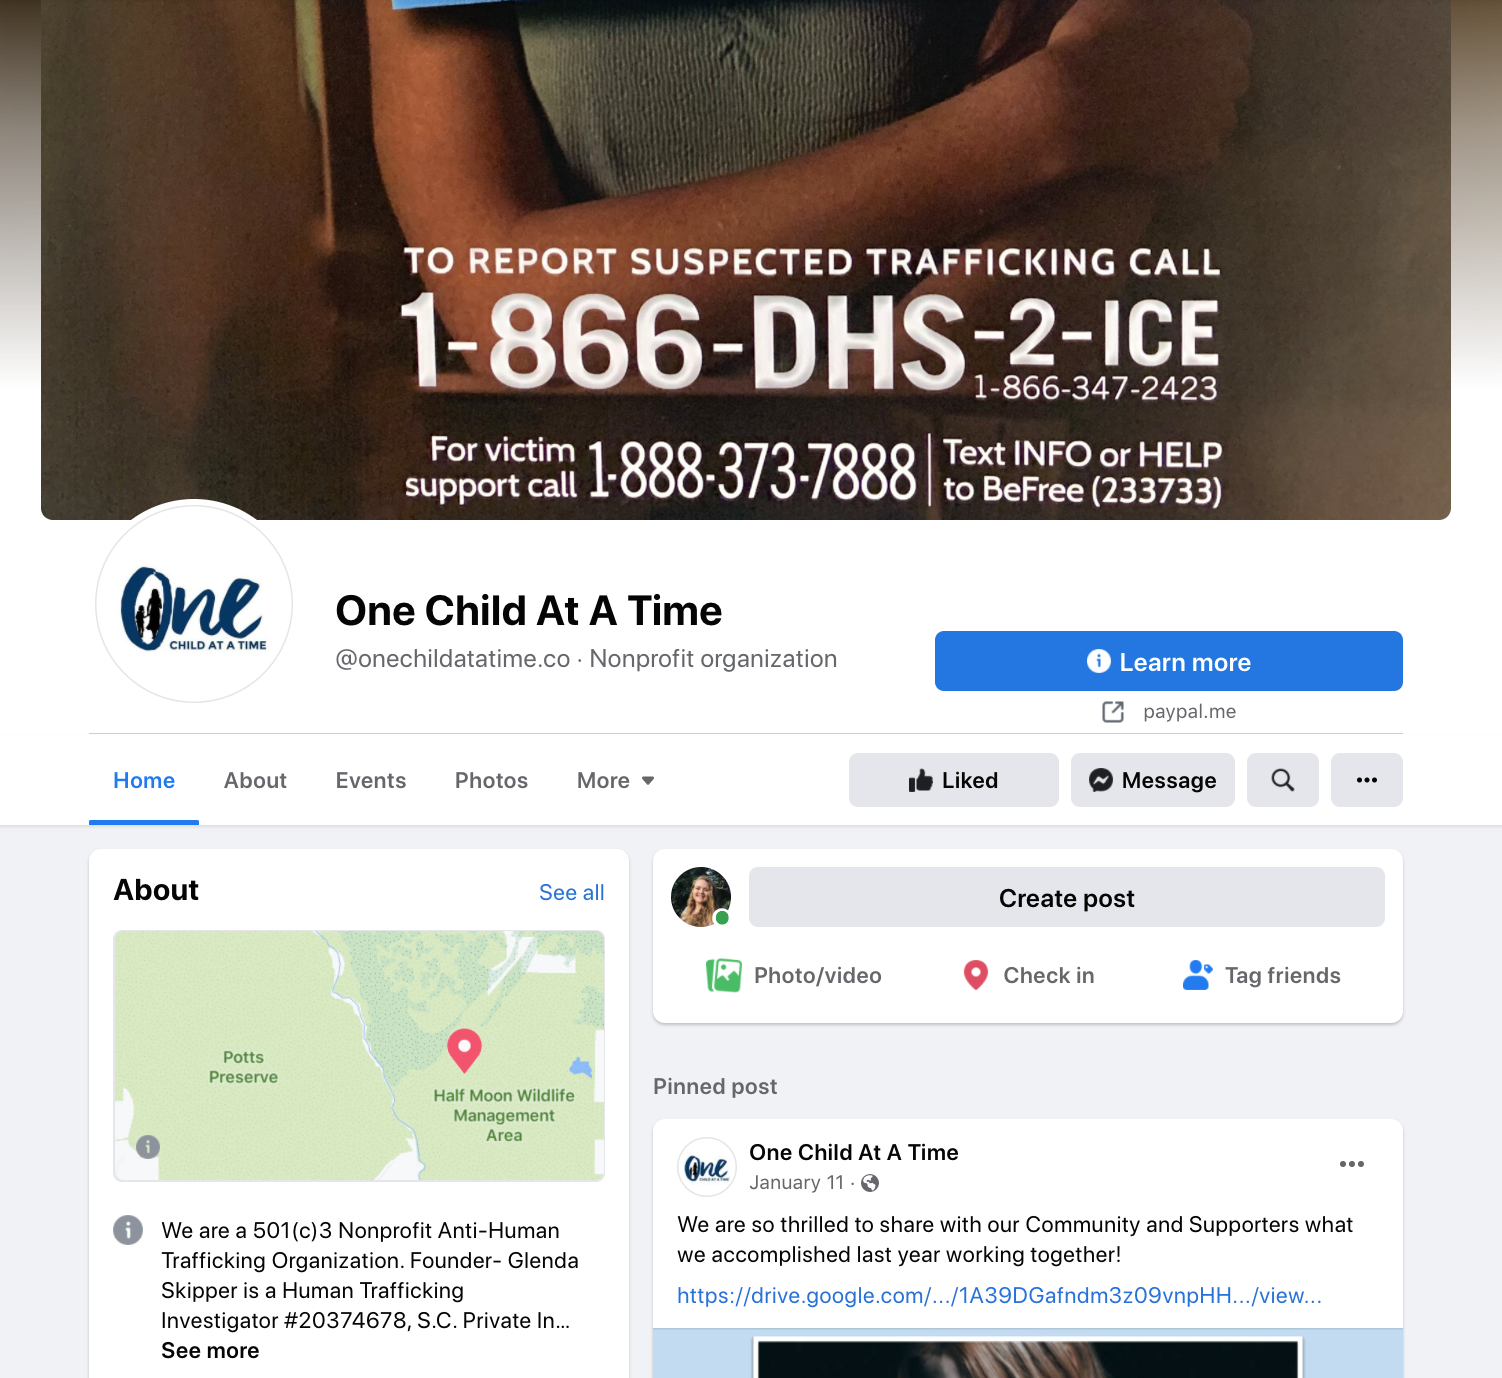 TO REPORT SUSPECTED TRAFFICKING CALL
1-866-DHS-2-ICE
1-866-347-2423
For victim
support call 1-888-373-7888
Text INFO or HELP
to BeFree (233733)
One
CHILD AT A TIME
One Child At A Time
@onechildatatime.co · Nonprofit organization
Learn more
paypal.me
Home About Events Photos More
Liked Message
About See all
Potts
Preserve
Half Moon Wildlife
Management
Area
We are a 501(c)3 Nonprofit Anti-Human
Trafficking Organization. Founder- Glenda
Skipper is a Human Trafficking
Investigator #20374678, S.C. Private In...
See more
Create post
Photo/video Check in Tag friends
Pinned post
One
CHILD AT A TIME
One Child At A Time
January 11 ·
We are so thrilled to share with our Community and Supporters what
we accomplished last year working together!
https://drive.google.com/.../1A39DGafndm3z09vnpHH.../view...